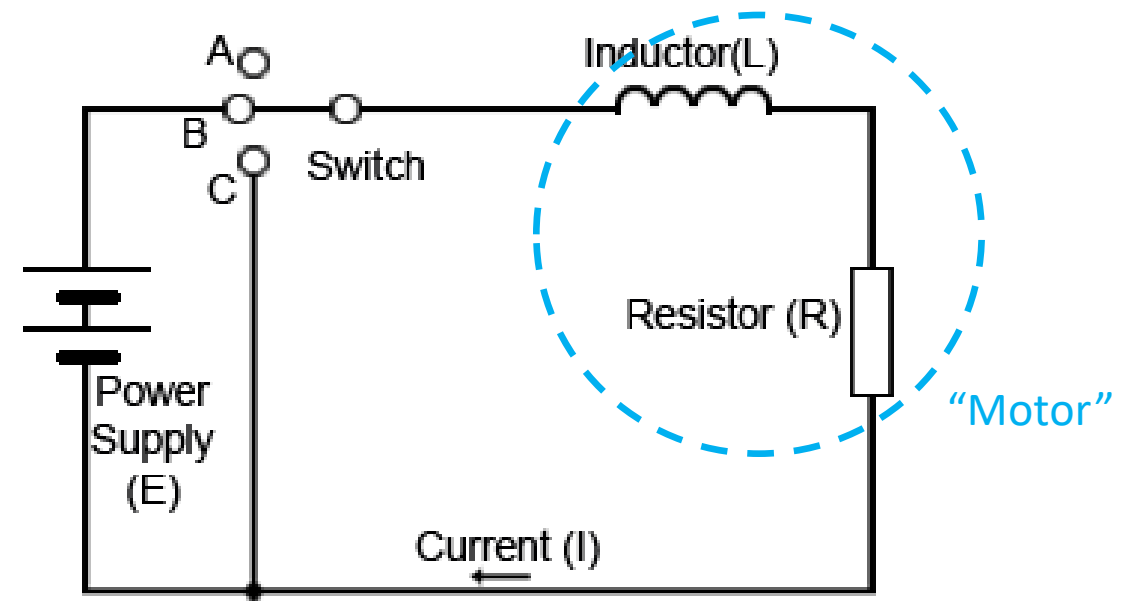 A
Inductor(L)
B
Switch
C
Resistor (R)
Power
Supply
(E)
“Motor”
Current (I)